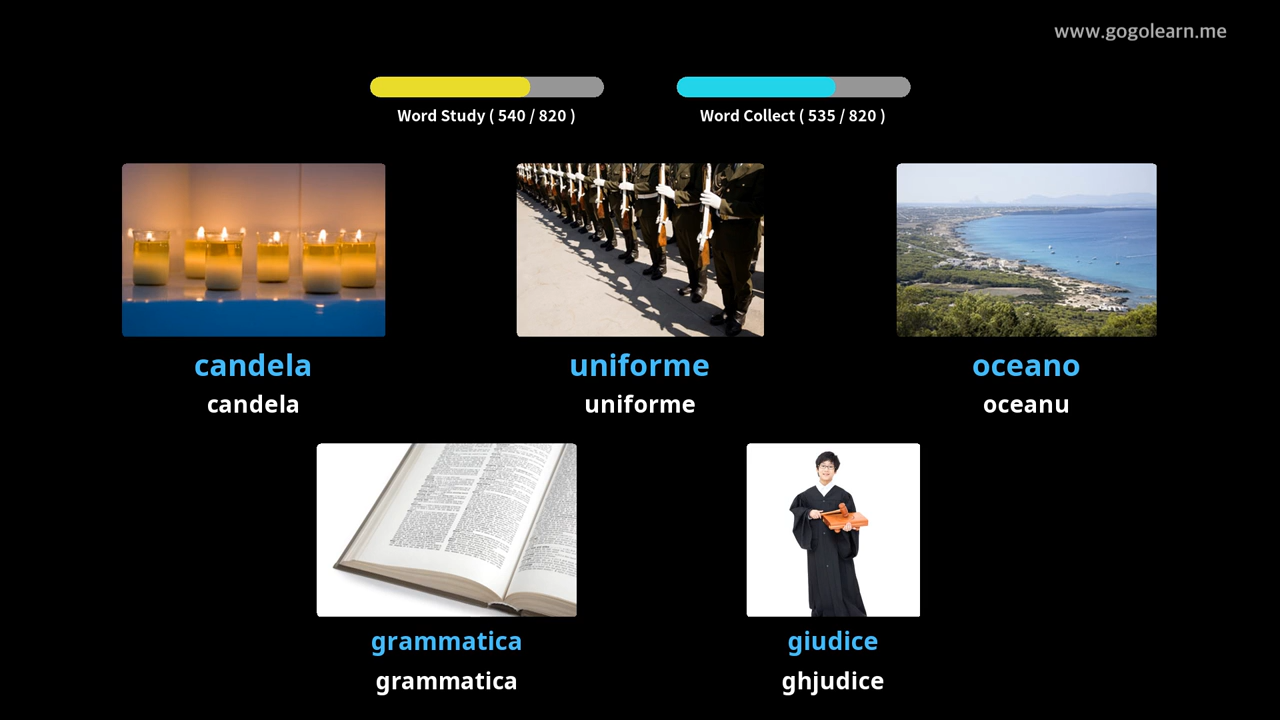 www.gogolearn.me
Word Study ( 540 / 820 )
Word Collect ( 535 / 820 )
candela
candela
uniforme
uniforme
oceano
oceanu
grammatica
grammatica
giudice
ghjudice